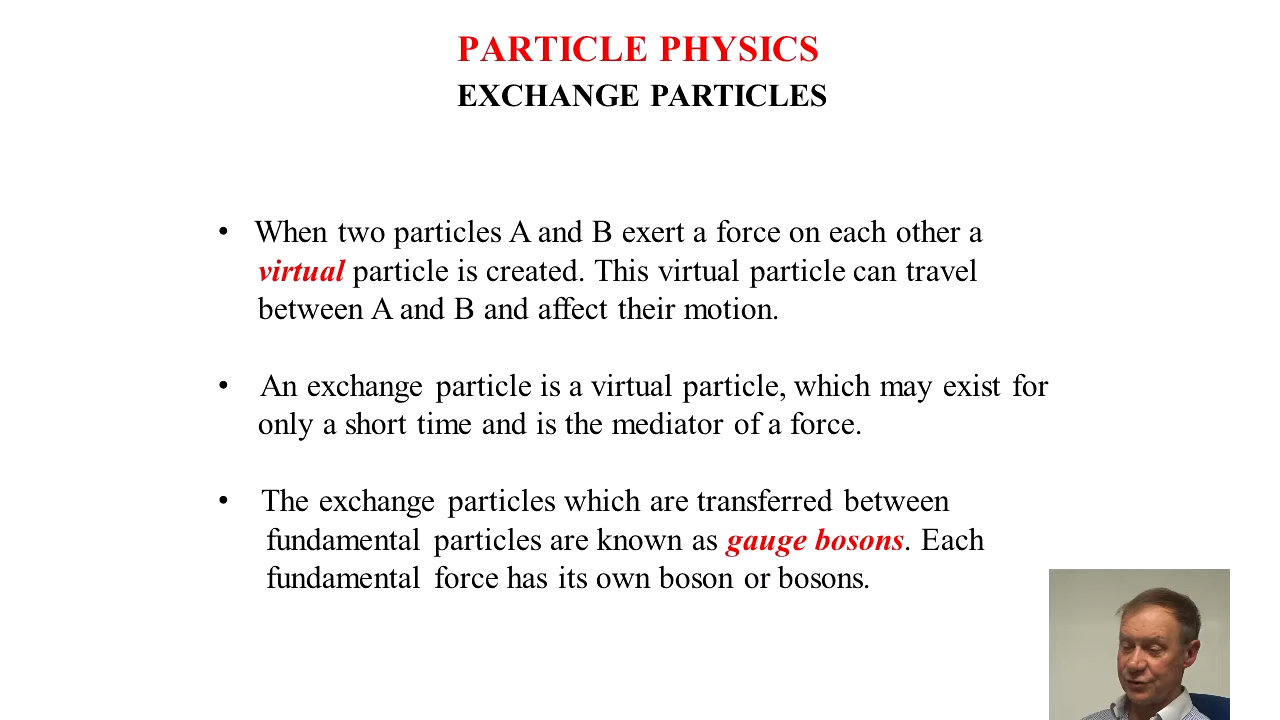 PARTICLE PHYSICS
EXCHANGE PARTICLES
• When two particles A and B exert a force on each other a
virtual particle is created. This virtual particle can travel
between A and B and affect their motion.
• An exchange particle is a virtual particle, which may exist for
only a short time and is the mediator of a force.
• The exchange particles which are transferred between
fundamental particles are known as gauge bosons. Each
fundamental force has its own boson or bosons.